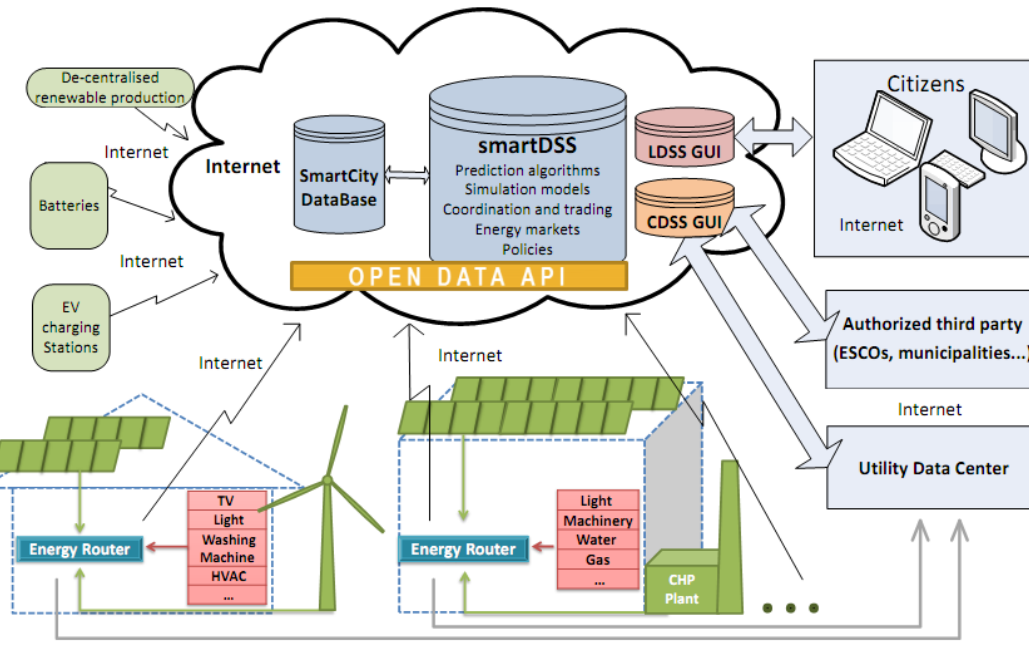 De-centralised
renewable production
Internet
Batteries
Internet
EV
charging
Stations
Internet
SmartCity
DataBase
smartDSS
Prediction algorithms
Simulation models
Coordination and trading
Energy markets
Policies
OPEN DATA API
LDSS GUI
CDSS GUI
Citizens
Internet
Authorized third party
(ESCOs, municipalities...)
Internet
Utility Data Center
Internet
Internet
Energy Router
TV
Light
Washing
Machine
HVAC
...
Energy Router
Light
Machinery
Water
Gas
...
CHP
Plant